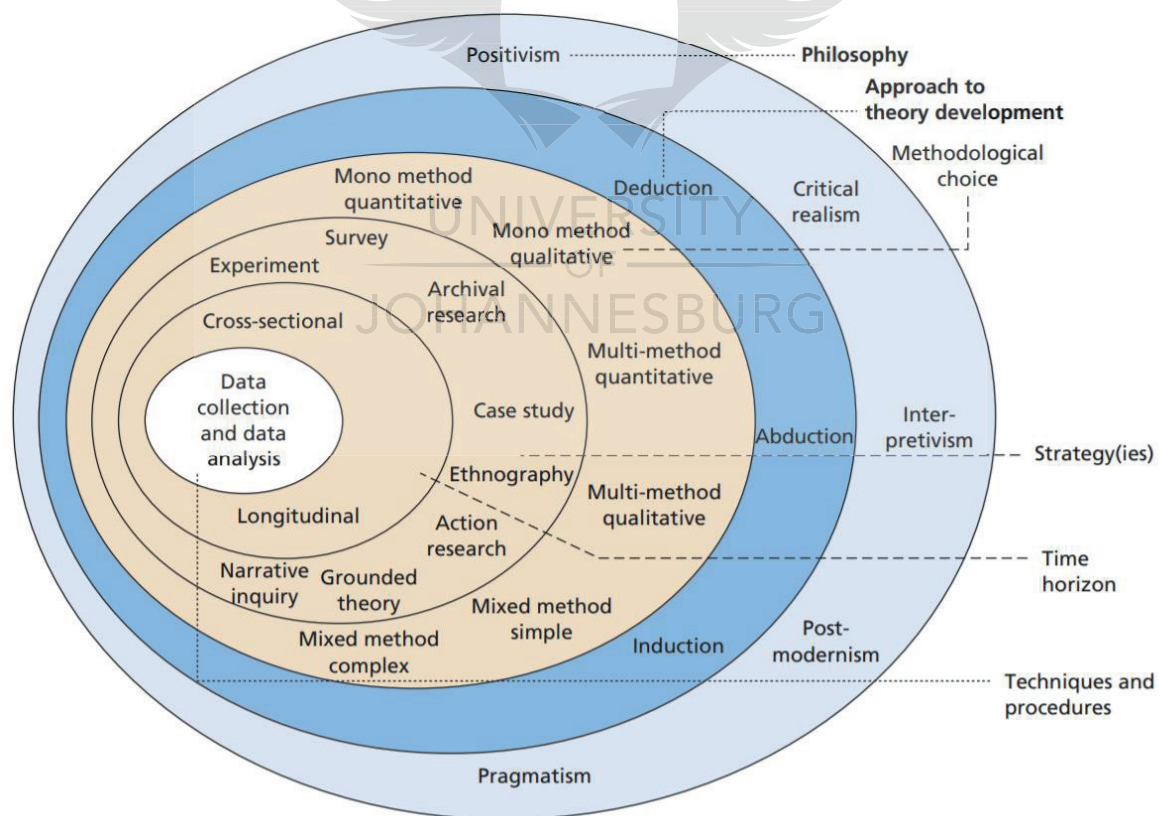 Positivism
Philosophy
Approach to
theory development
Methodological
choice
Mono method
quantitative
Deduction
Critical
realism
UNIVERSITY
OF
JOHANNESBURG
Mono method
qualitative
Survey
Experiment
Archival
research
Cross-sectional
Multi-method
quantitative
Data
collection
and data
analysis
Case study
Abduction
Inter-
pretivism
Strategy(ies)
Ethnography
Multi-method
qualitative
Longitudinal
Action
research
Time
horizon
Narrative
inquiry
Grounded
theory
Mixed method
simple
Mixed method
complex
Induction
Post-
modernism
Techniques and
procedures
Pragmatism